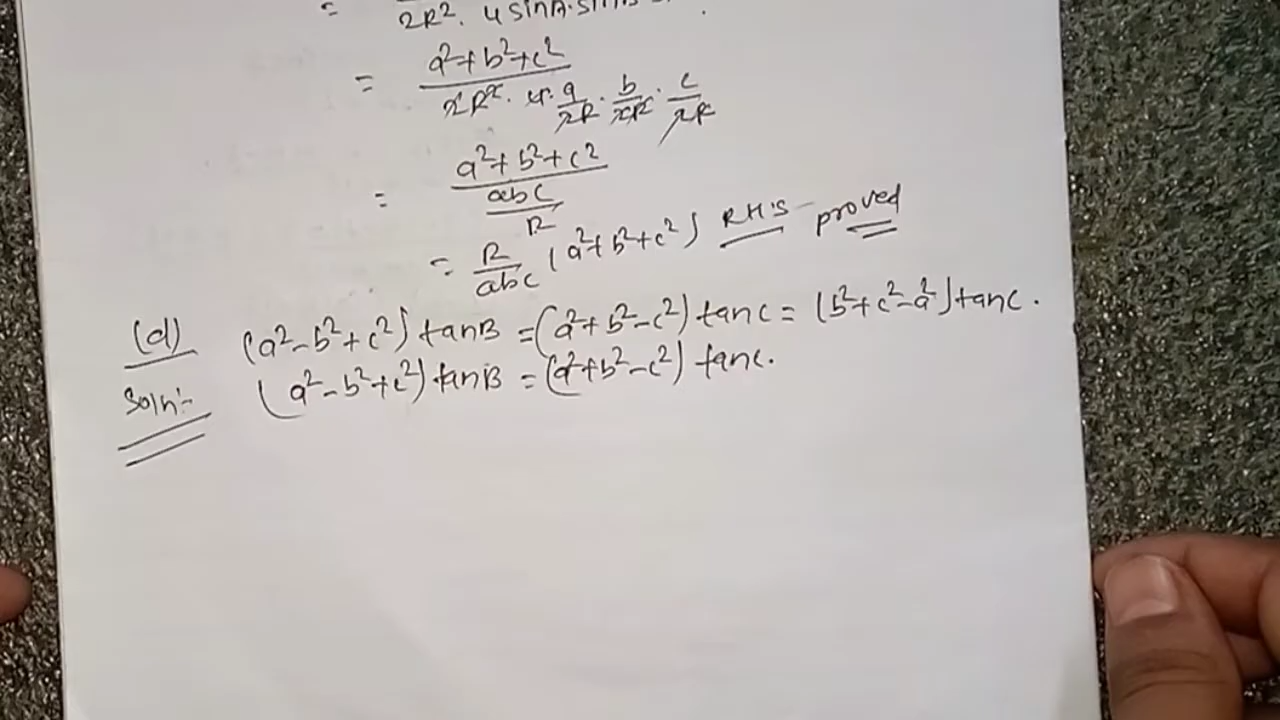 =
2R². 4 sinA.
= a²+b²+c² / 2R². 4. a/2R . b/2R . c/2R
= a²+b²+c² / abc/R
= R/abc (a²+b²+c²) RHS proved
(d) (a²-b²+c²) tanB = (a²+b²-c²) tanc = (b²+c²-a²) tanc.
Soln:- (a²-b²+c²) tanB = (a²+b²-c²) tanc.